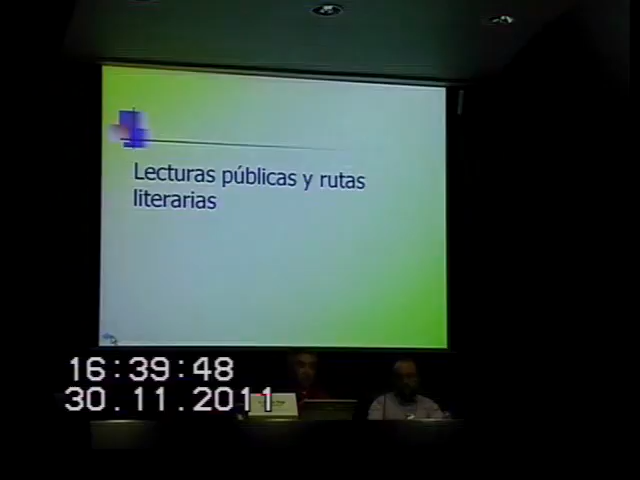 Lecturas públicas y rutas
literarias
16:39:48
30.11.2011